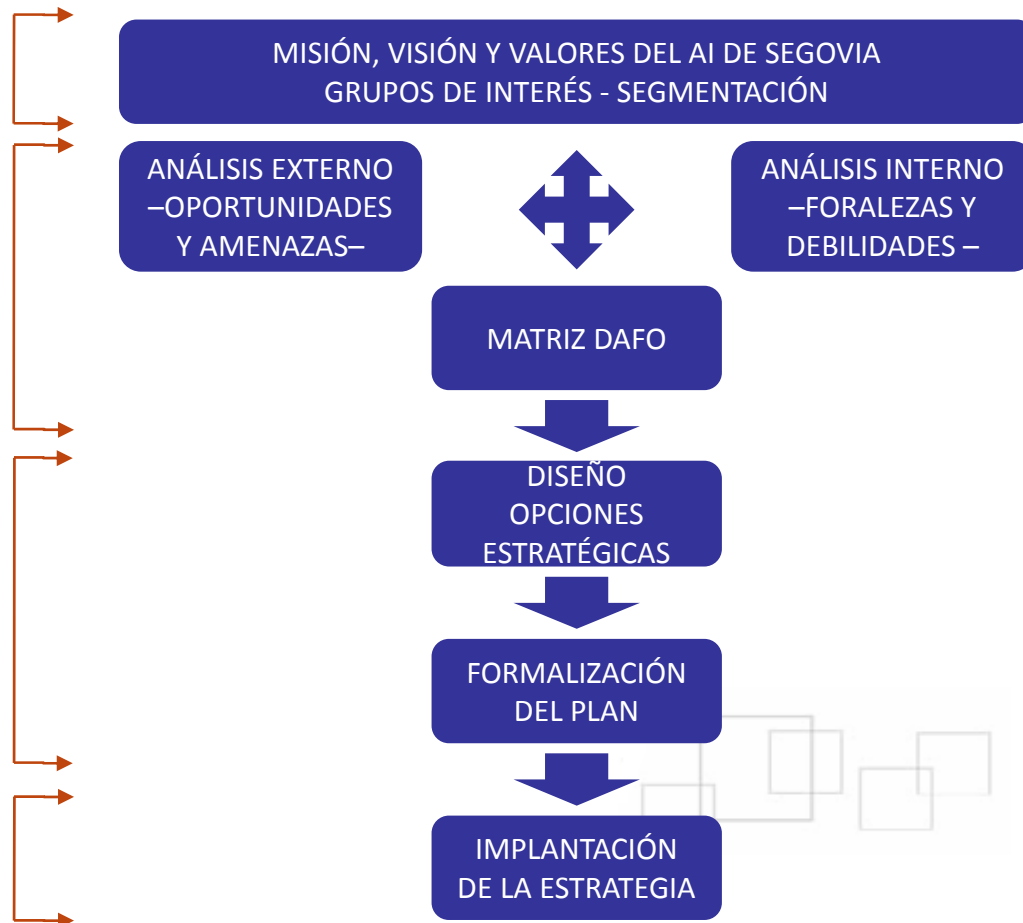 MISIÓN, VISIÓN Y VALORES DEL AI DE SEGOVIA
GRUPOS DE INTERÉS - SEGMENTACIÓN
ANÁLISIS EXTERNO
–OPORTUNIDADES
Y AMENAZAS–
ANÁLISIS INTERNO
–FORALEZAS Y
DEBILIDADES –
MATRIZ DAFO
DISEÑO
OPCIONES
ESTRATÉGICAS
FORMALIZACIÓN
DEL PLAN
IMPLANTACIÓN
DE LA ESTRATEGIA